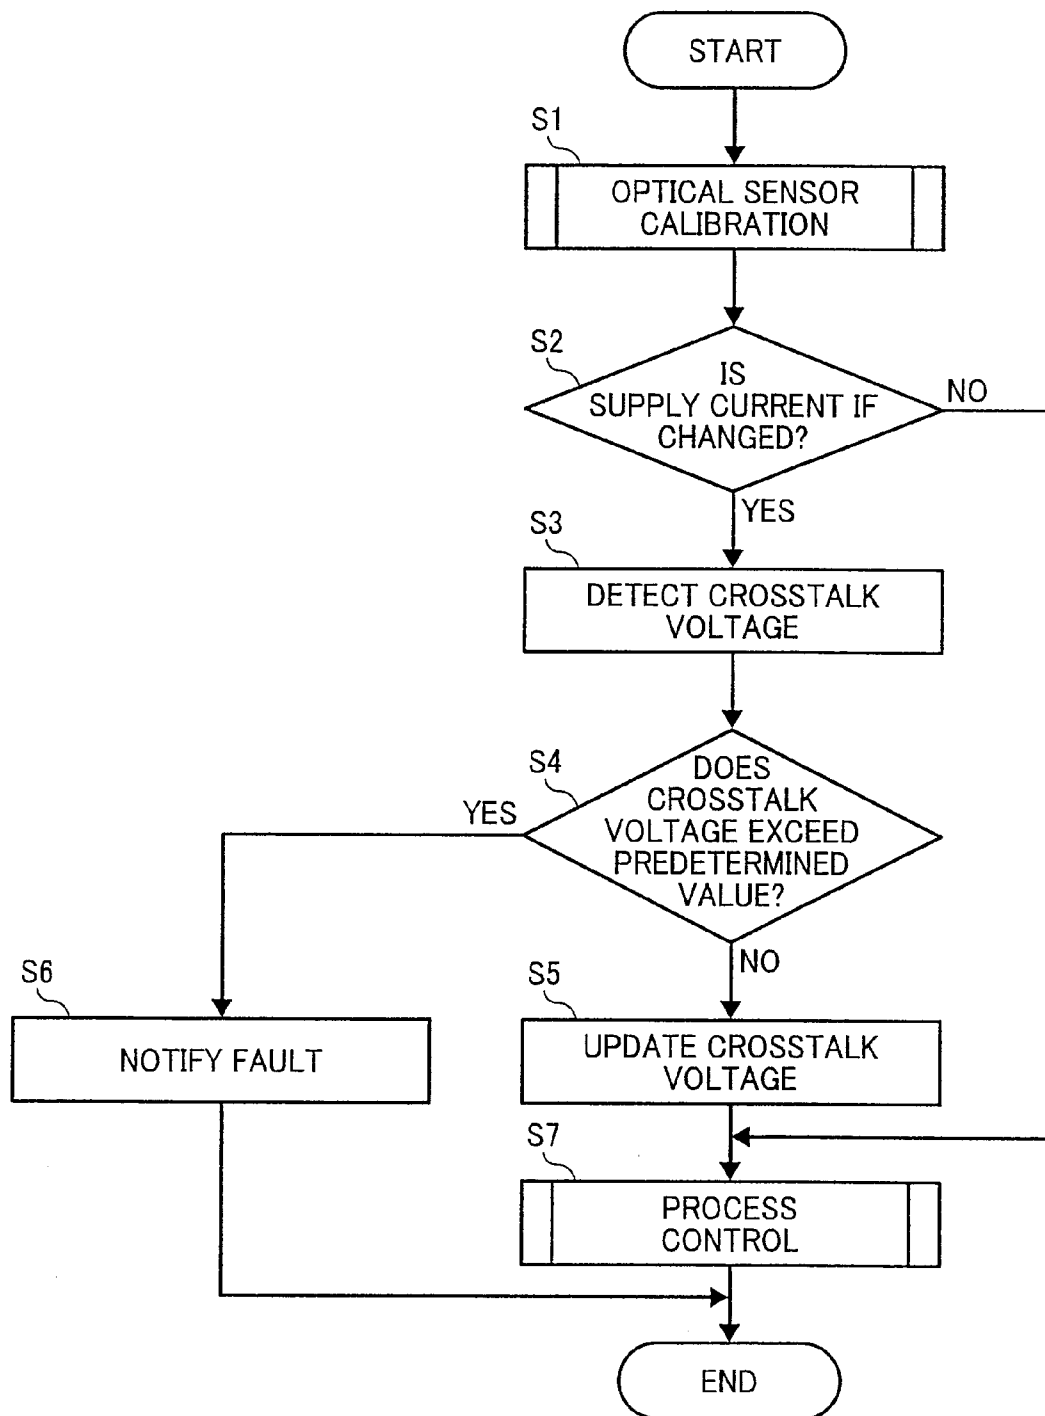 START
S1
OPTICAL SENSOR
CALIBRATION
S2
IS
SUPPLY CURRENT IF
CHANGED?
NO
YES
S3
DETECT CROSSTALK
VOLTAGE
S4
DOES
CROSSTALK
VOLTAGE EXCEED
PREDETERMINED
VALUE?
YES
NO
S6
NOTIFY FAULT
S5
UPDATE CROSSTALK
VOLTAGE
S7
PROCESS
CONTROL
END